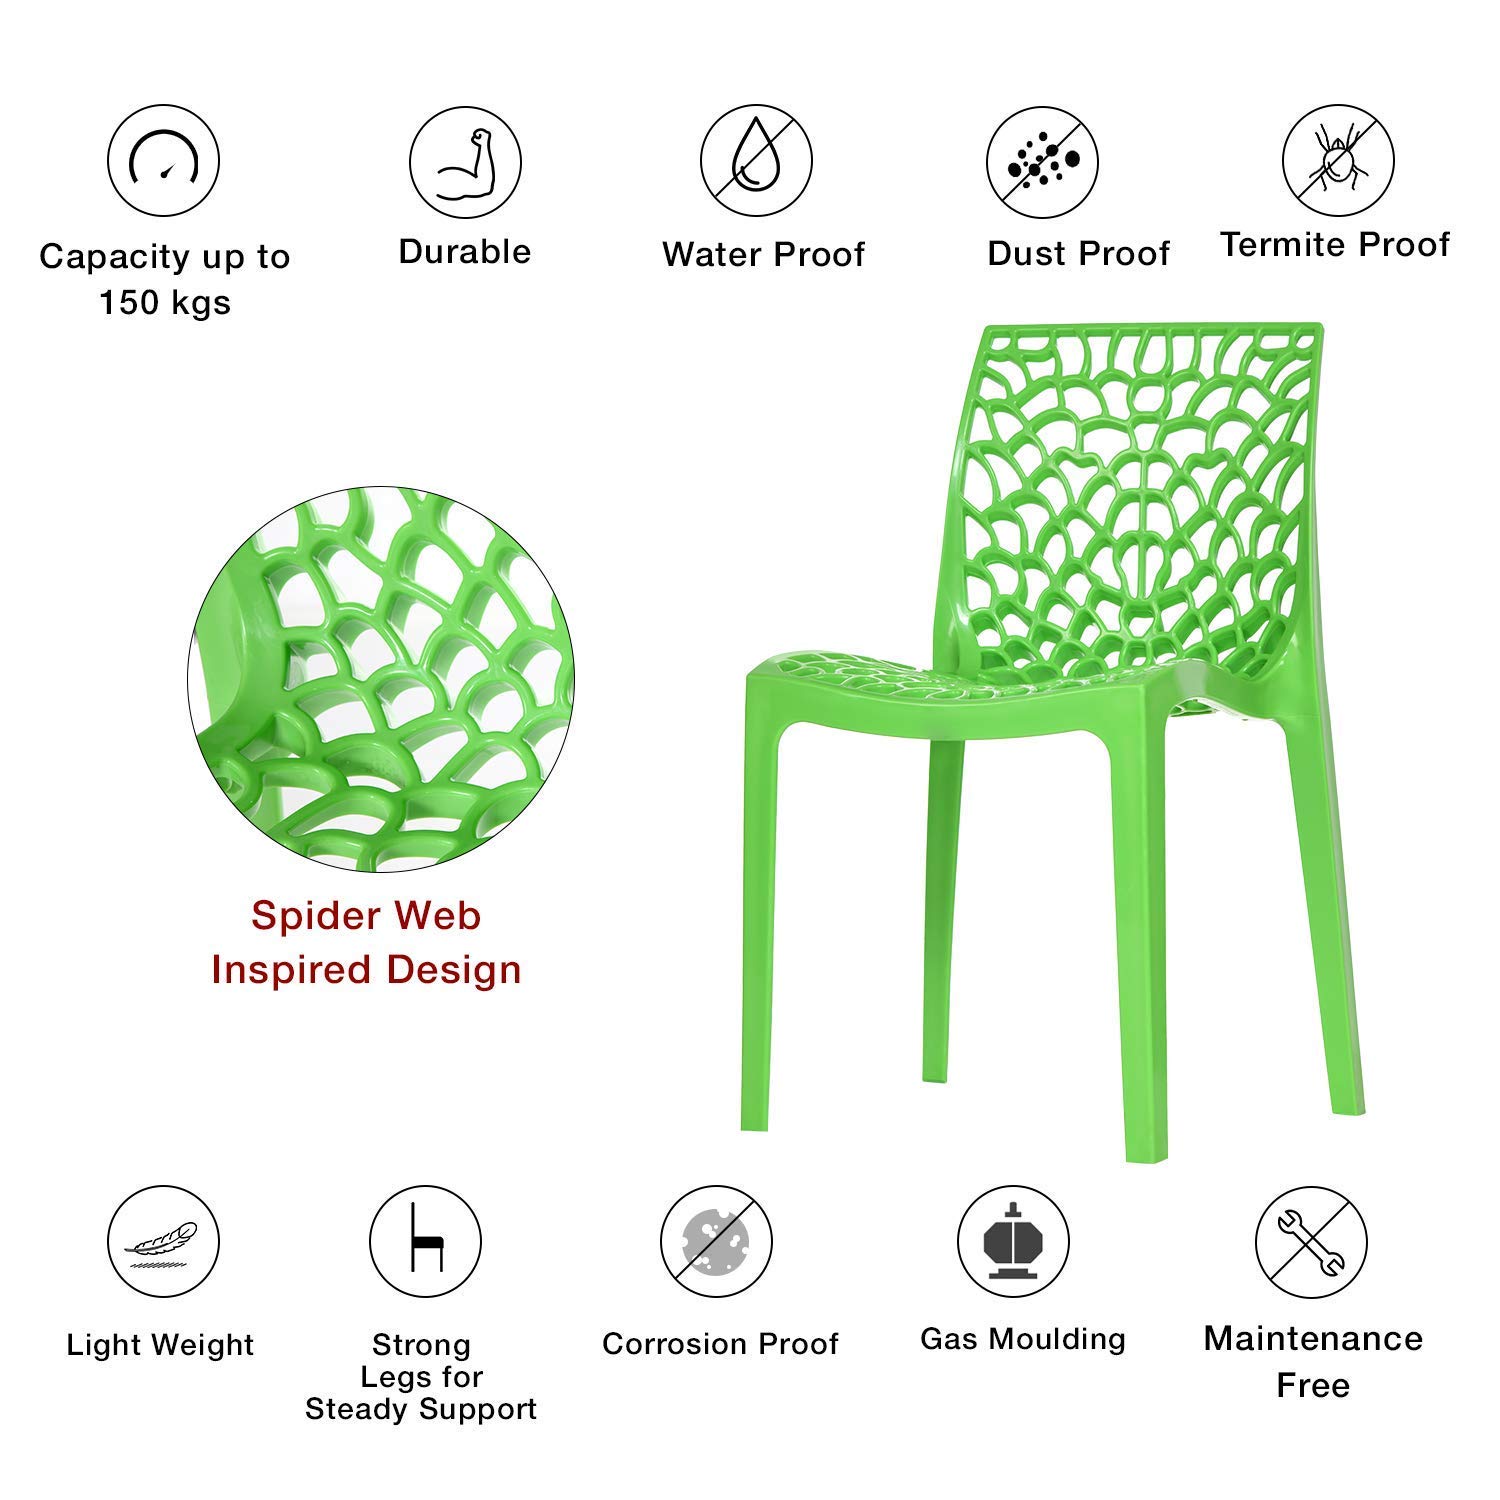 Capacity up to
150 kgs
Durable
Water Proof
Dust Proof
Termite Proof
Spider Web
Inspired Design
Light Weight
Strong
Legs for
Steady Support
Corrosion Proof
Gas Moulding
Maintenance
Free